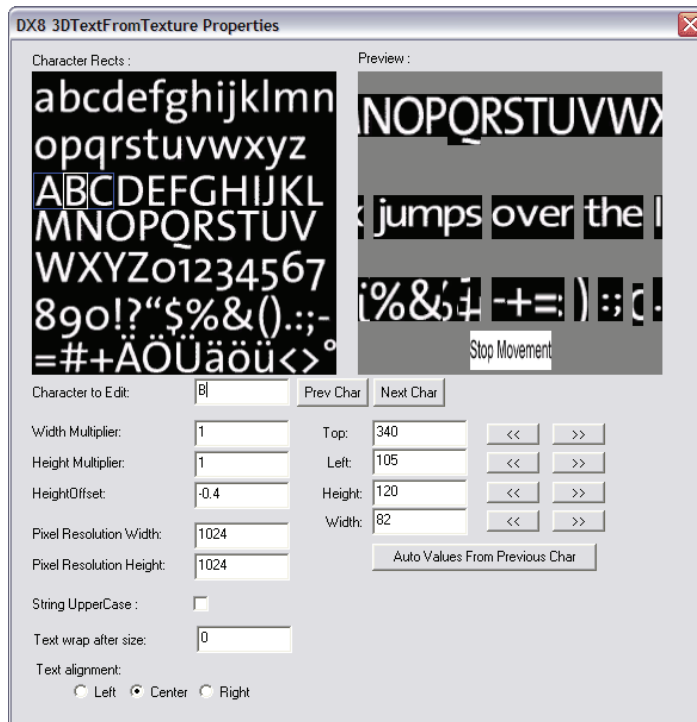 DX8 3DTextFromTexture Properties
Character Rects :
Preview :
abcdefghijklmn
opqrstuvwxyz
ABCDEFGHIJKL
MNOPQRSTUV
WXYZ01234567
89o!?“$%&().:;-
=#+ÄÖÜäöü<>°
NOPQRSTUVWX
jumps over the l
%& -+=: ) :; .
Stop Movement
Character to Edit: B Prev Char Next Char
Width Multiplier: 1 Top: 340 << >>
Height Multiplier: 1 Left: 105 << >>
HeightOffset: -0.4 Height: 120 << >>
Width: 82 << >>
Pixel Resolution Width: 1024
Auto Values From Previous Char
Pixel Resolution Height: 1024
String UpperCase :
Text wrap after size: 0
Text alignment:
Left Center Right